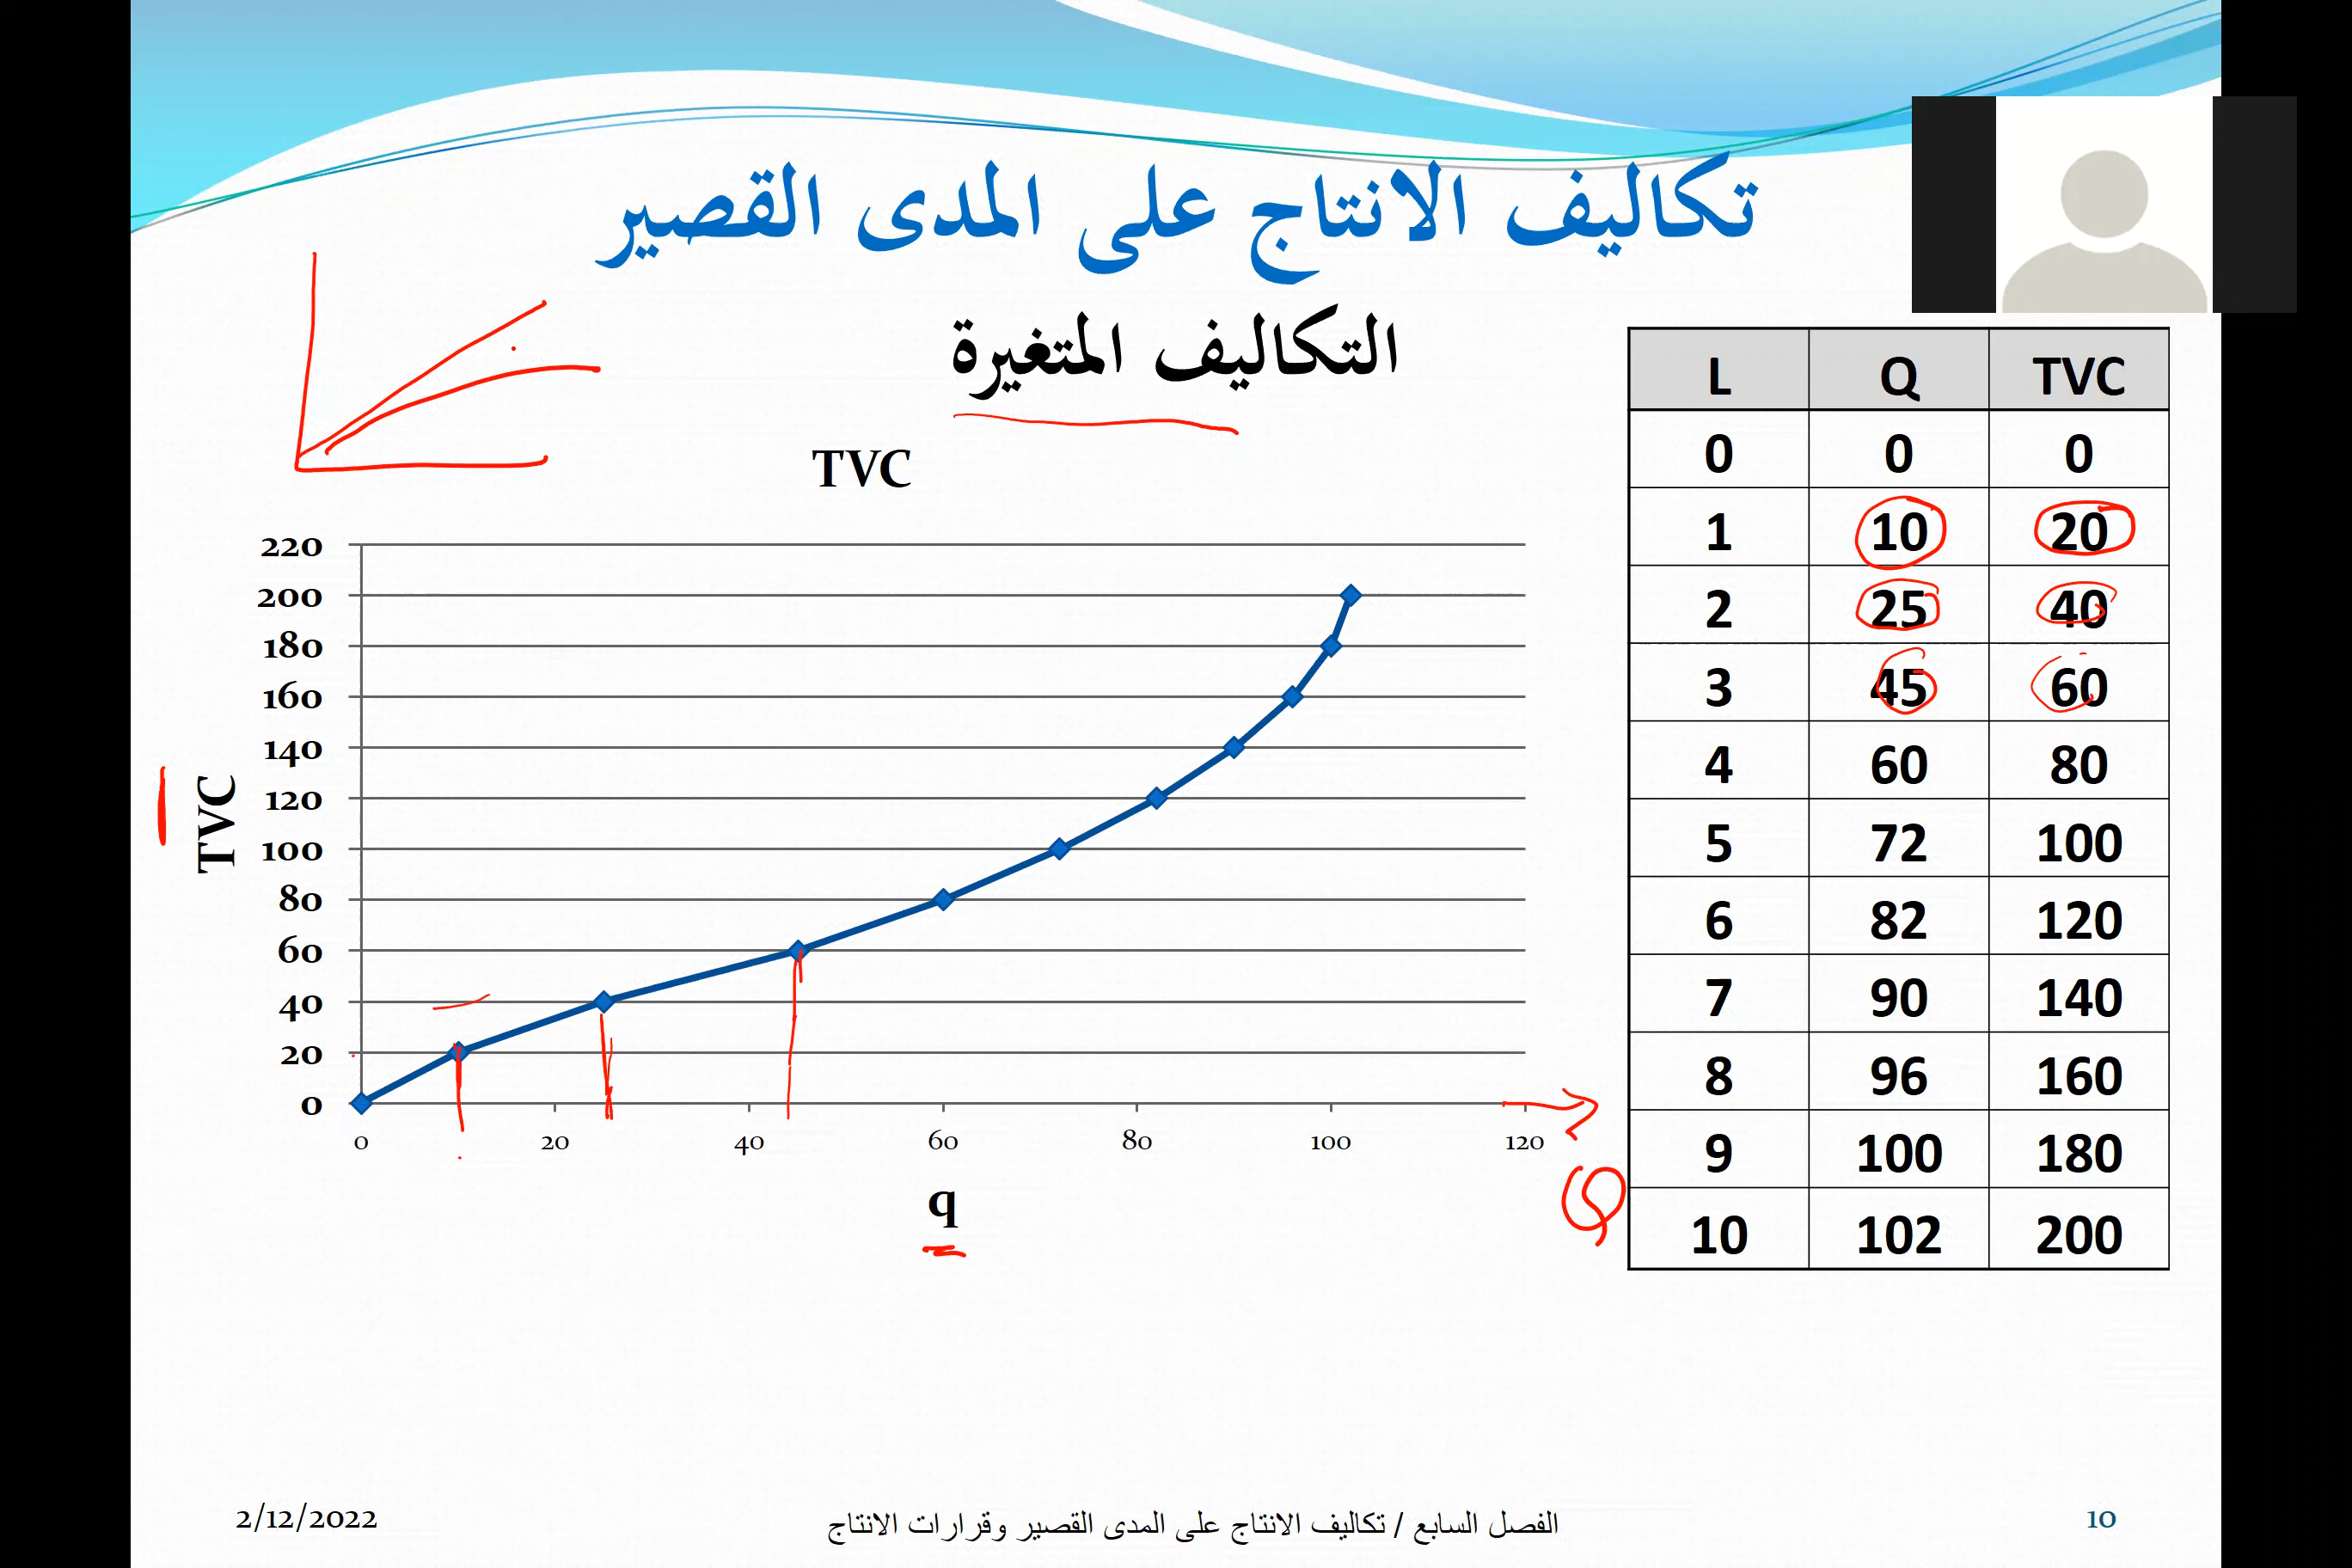 تكاليف الانتاج على المدى القصير
التكاليف المتغيرة
TVC
220
200
180
160
140
120
100
80
60
40
20
0
TVC
0 20 40 60 80 100 120
q
Q
L Q TVC
0 0 0
1 10 20
2 25 40
3 45 60
4 60 80
5 72 100
6 82 120
7 90 140
8 96 160
9 100 180
10 102 200
2/12/2022
الفصل السابع / تكاليف الانتاج على المدى القصير وقرارات الانتاج
10